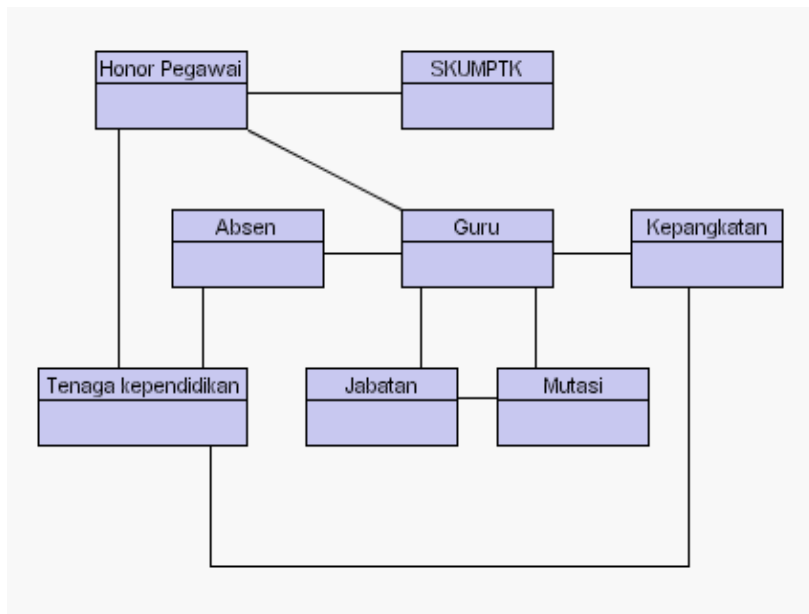 Honor Pegawai
SKUMPTK
Absen
Guru
Kepangkatan
Tenaga kependidikan
Jabatan
Mutasi